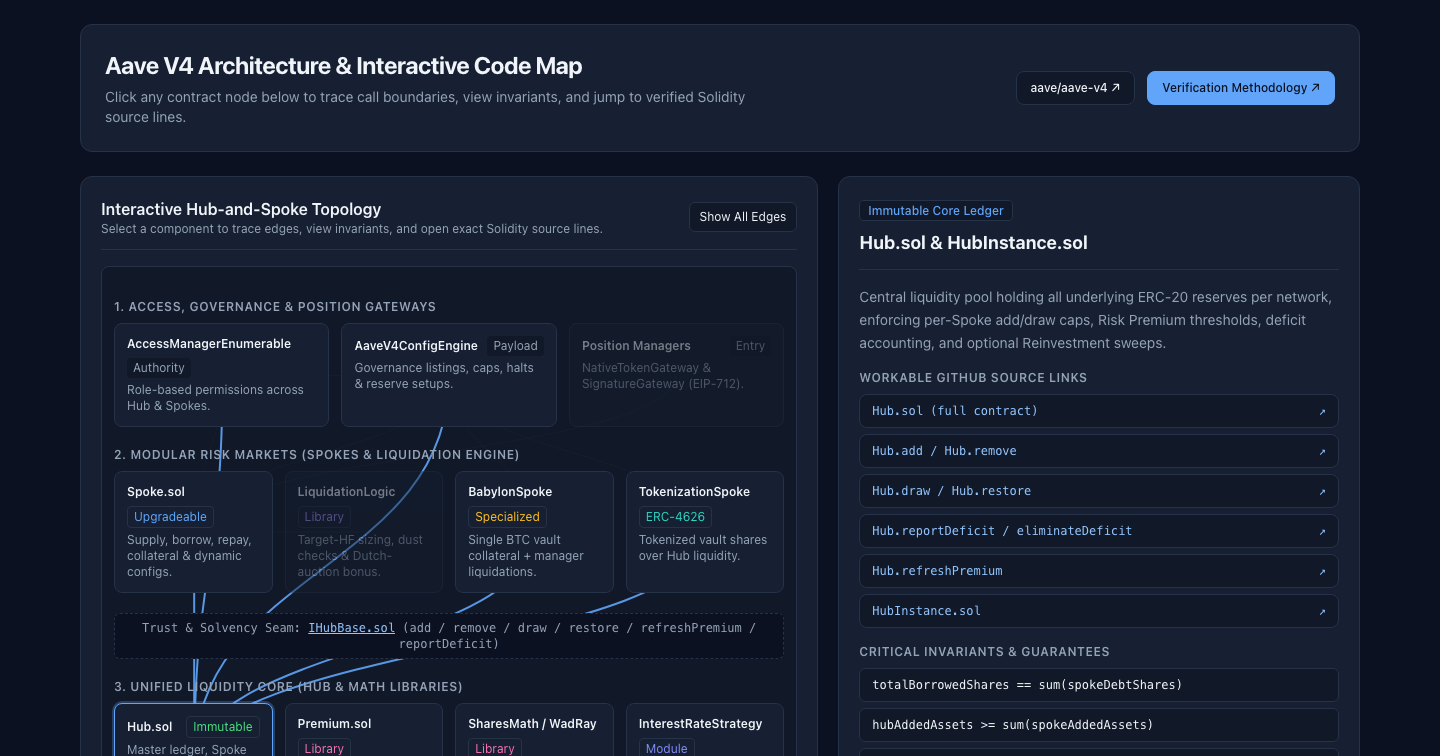 Aave V4 Architecture & Interactive Code Map
Click any contract node below to trace call boundaries, view invariants, and jump to verified Solidity
source lines.
aave/aave-v4 ↗
Verification Methodology ↗
Interactive Hub-and-Spoke Topology
Select a component to trace edges, view invariants, and open exact Solidity source lines.
Show All Edges
1. ACCESS, GOVERNANCE & POSITION GATEWAYS
AccessManagerEnumerable
Authority
Role-based permissions across
Hub & Spokes.
AaveV4ConfigEngine
Payload
Governance listings, caps, halts
& reserve setups.
Position Managers
Entry
NativeTokenGateway &
SignatureGateway (EIP-712).
2. MODULAR RISK MARKETS (SPOKES & LIQUIDATION ENGINE)
Spoke.sol
Upgradeable
Supply, borrow, repay,
collateral & dynamic
configs.
LiquidationLogic
Library
Target-HF sizing, dust
checks & Dutch-
auction bonus.
BabylonSpoke
Specialized
Single BTC vault
collateral + manager
liquidations.
TokenizationSpoke
ERC-4626
Tokenized vault shares
over Hub liquidity.
Trust & Solvency Seam: IHubBase.sol (add / remove / draw / restore / refreshPremium /
reportDeficit)
3. UNIFIED LIQUIDITY CORE (HUB & MATH LIBRARIES)
Hub.sol
Immutable
Master ledger, Spoke
Premium.sol
Library
SharesMath / WadRay
Library
InterestRateStrategy
Module
Immutable Core Ledger
Hub.sol & HubInstance.sol
Central liquidity pool holding all underlying ERC-20 reserves per network,
enforcing per-Spoke add/draw caps, Risk Premium thresholds, deficit
accounting, and optional Reinvestment sweeps.
WORKABLE GITHUB SOURCE LINKS
Hub.sol (full contract) ↗
Hub.add / Hub.remove ↗
Hub.draw / Hub.restore ↗
Hub.reportDeficit / eliminateDeficit ↗
Hub.refreshPremium ↗
HubInstance.sol ↗
CRITICAL INVARIANTS & GUARANTEES
totalBorrowedShares == sum(spokeDebtShares)
hubAddedAssets >= sum(spokeAddedAssets)